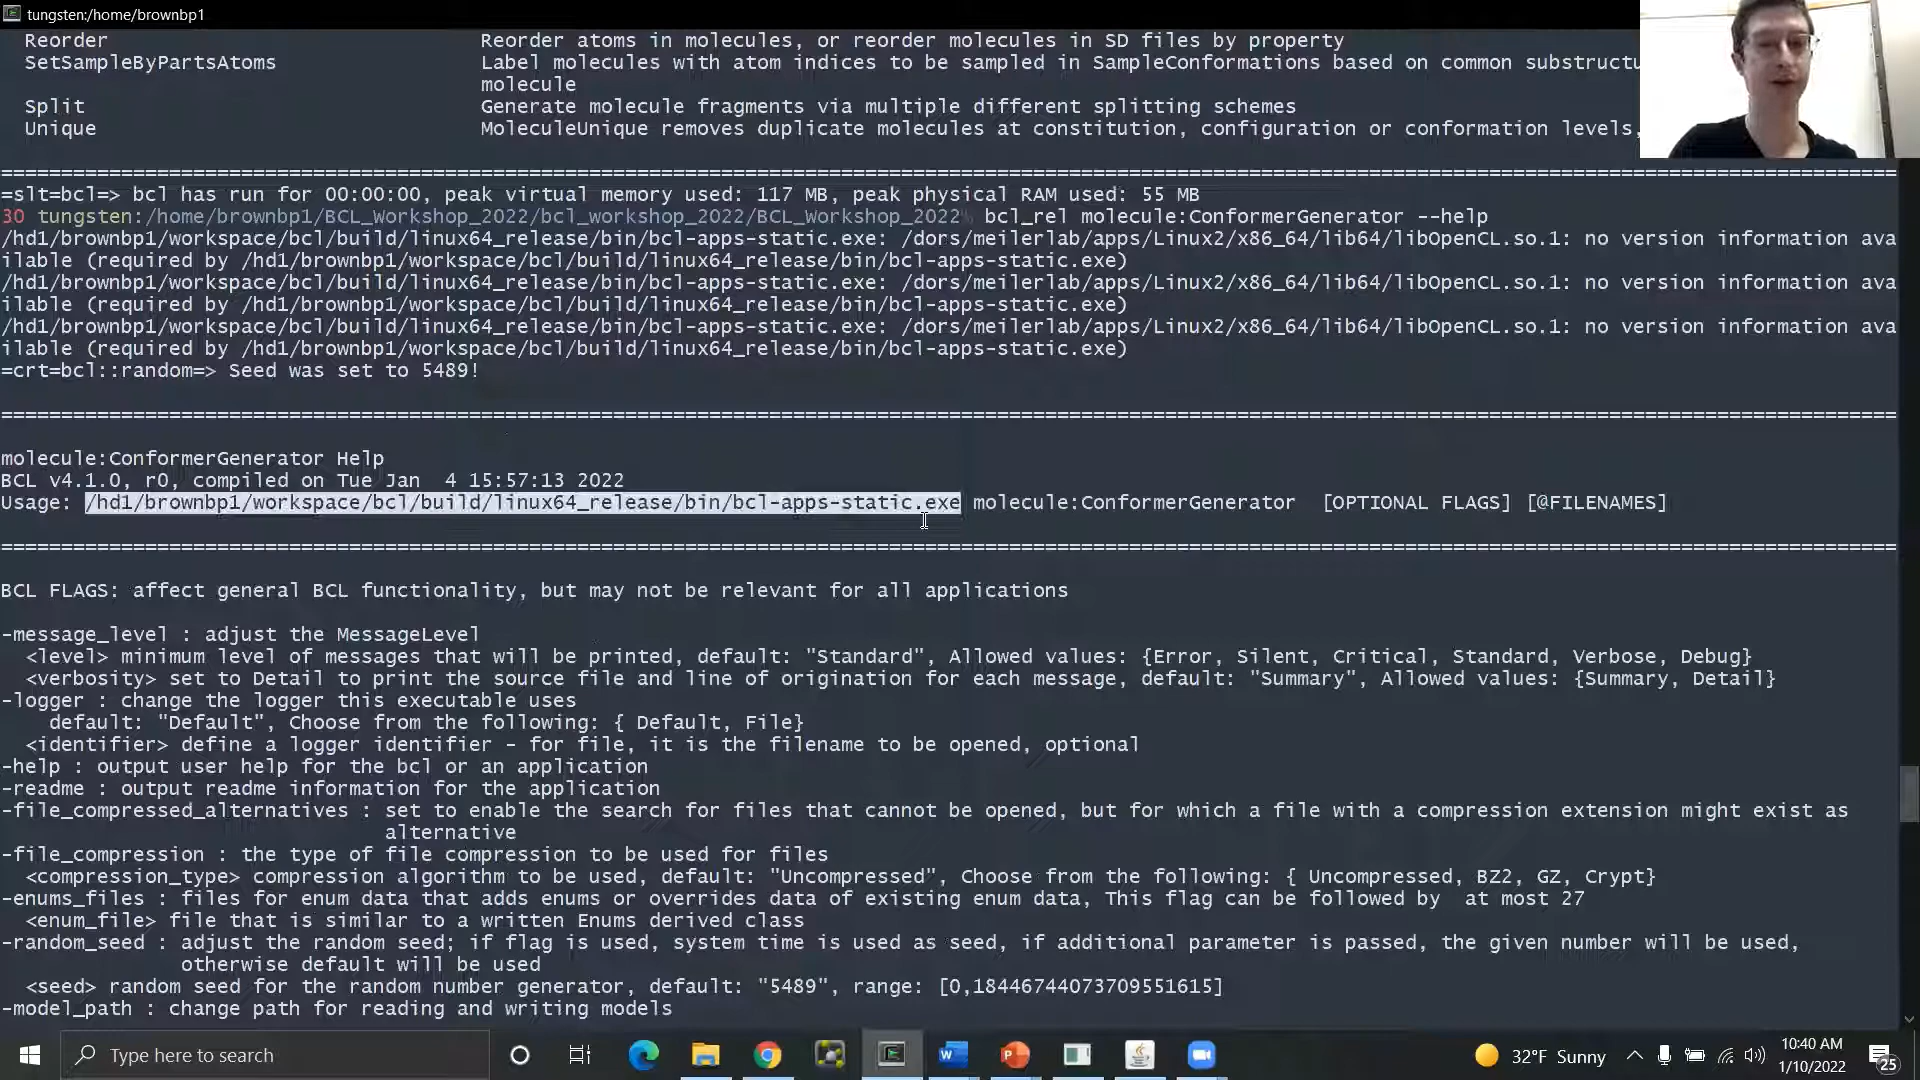 tungsten:/home/brownbp1
Reorder Reorder atoms in molecules, or reorder molecules in SD files by property
SetSampleByPartsAtoms Label molecules with atom indices to be sampled in SampleConformations based on common substructu
molecule
Split Generate molecule fragments via multiple different splitting schemes
Unique MoleculeUnique removes duplicate molecules at constitution, configuration or conformation levels,
================================================================================
=slt=bcl=> bcl has run for 00:00:00, peak virtual memory used: 117 MB, peak physical RAM used: 55 MB
30 tungsten:/home/brownbp1/BCL_Workshop_2022/bcl_workshop_2022/BCL_Workshop_2022% bcl_rel molecule:ConformerGenerator --help
/hd1/brownbp1/workspace/bcl/build/linux64_release/bin/bcl-apps-static.exe: /dors/meilerlab/apps/Linux2/x86_64/lib64/libOpenCL.so.1: no version information ava
ilable (required by /hd1/brownbp1/workspace/bcl/build/linux64_release/bin/bcl-apps-static.exe)
/hd1/brownbp1/workspace/bcl/build/linux64_release/bin/bcl-apps-static.exe: /dors/meilerlab/apps/Linux2/x86_64/lib64/libOpenCL.so.1: no version information ava
ilable (required by /hd1/brownbp1/workspace/bcl/build/linux64_release/bin/bcl-apps-static.exe)
/hd1/brownbp1/workspace/bcl/build/linux64_release/bin/bcl-apps-static.exe: /dors/meilerlab/apps/Linux2/x86_64/lib64/libOpenCL.so.1: no version information ava
ilable (required by /hd1/brownbp1/workspace/bcl/build/linux64_release/bin/bcl-apps-static.exe)
=crt=bcl::random=> Seed was set to 5489!
================================================================================
molecule:ConformerGenerator Help
BCL v4.1.0, r0, compiled on Tue Jan  4 15:57:13 2022
Usage: /hd1/brownbp1/workspace/bcl/build/linux64_release/bin/bcl-apps-static.exe molecule:ConformerGenerator  [OPTIONAL FLAGS] [@FILENAMES]
================================================================================
BCL FLAGS: affect general BCL functionality, but may not be relevant for all applications
-message_level : adjust the MessageLevel
<level> minimum level of messages that will be printed, default: "Standard", Allowed values: {Error, Silent, Critical, Standard, Verbose, Debug}
<verbosity> set to Detail to print the source file and line of origination for each message, default: "Summary", Allowed values: {Summary, Detail}
-logger : change the logger this executable uses
default: "Default", Choose from the following: { Default, File}
<identifier> define a logger identifier - for file, it is the filename to be opened, optional
-help : output user help for the bcl or an application
-readme : output readme information for the application
-file_compressed_alternatives : set to enable the search for files that cannot be opened, but for which a file with a compression extension might exist as
alternative
-file_compression : the type of file compression to be used for files
<compression_type> compression algorithm to be used, default: "Uncompressed", Choose from the following: { Uncompressed, BZ2, GZ, Crypt}
-enums_files : files for enum data that adds enums or overrides data of existing enum data, This flag can be followed by  at most 27
<enum_file> file that is similar to a written Enums derived class
-random_seed : adjust the random seed; if flag is used, system time is used as seed, if additional parameter is passed, the given number will be used,
otherwise default will be used
<seed> random seed for the random number generator, default: "5489", range: [0,18446744073709551615]
-model_path : change path for reading and writing models
Type here to search
32°F Sunny
10:40 AM
1/10/2022
25